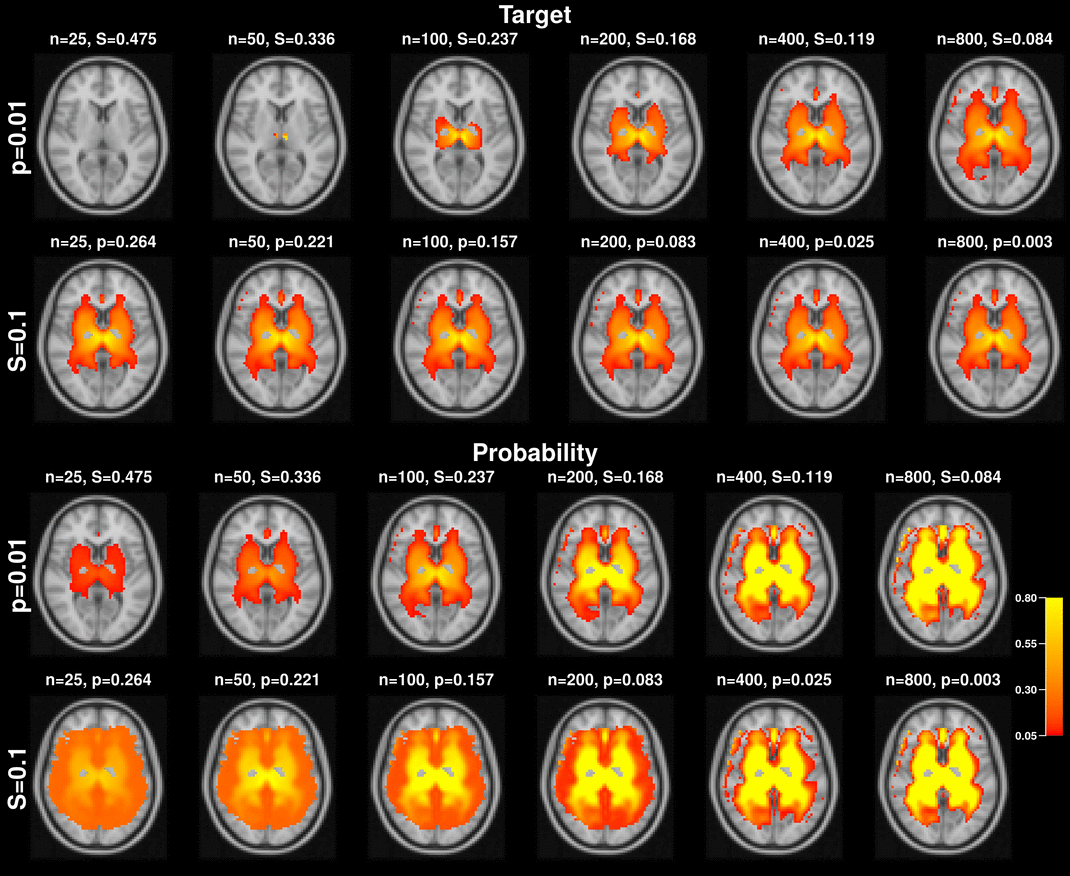 Target
n=25, S=0.475 n=50, S=0.336 n=100, S=0.237 n=200, S=0.168 n=400, S=0.119 n=800, S=0.084
p=0.01
n=25, p=0.264 n=50, p=0.221 n=100, p=0.157 n=200, p=0.083 n=400, p=0.025 n=800, p=0.003
S=0.1
Probability
n=25, S=0.475 n=50, S=0.336 n=100, S=0.237 n=200, S=0.168 n=400, S=0.119 n=800, S=0.084
p=0.01
0.80
0.55
0.30
0.05
n=25, p=0.264 n=50, p=0.221 n=100, p=0.157 n=200, p=0.083 n=400, p=0.025 n=800, p=0.003
S=0.1